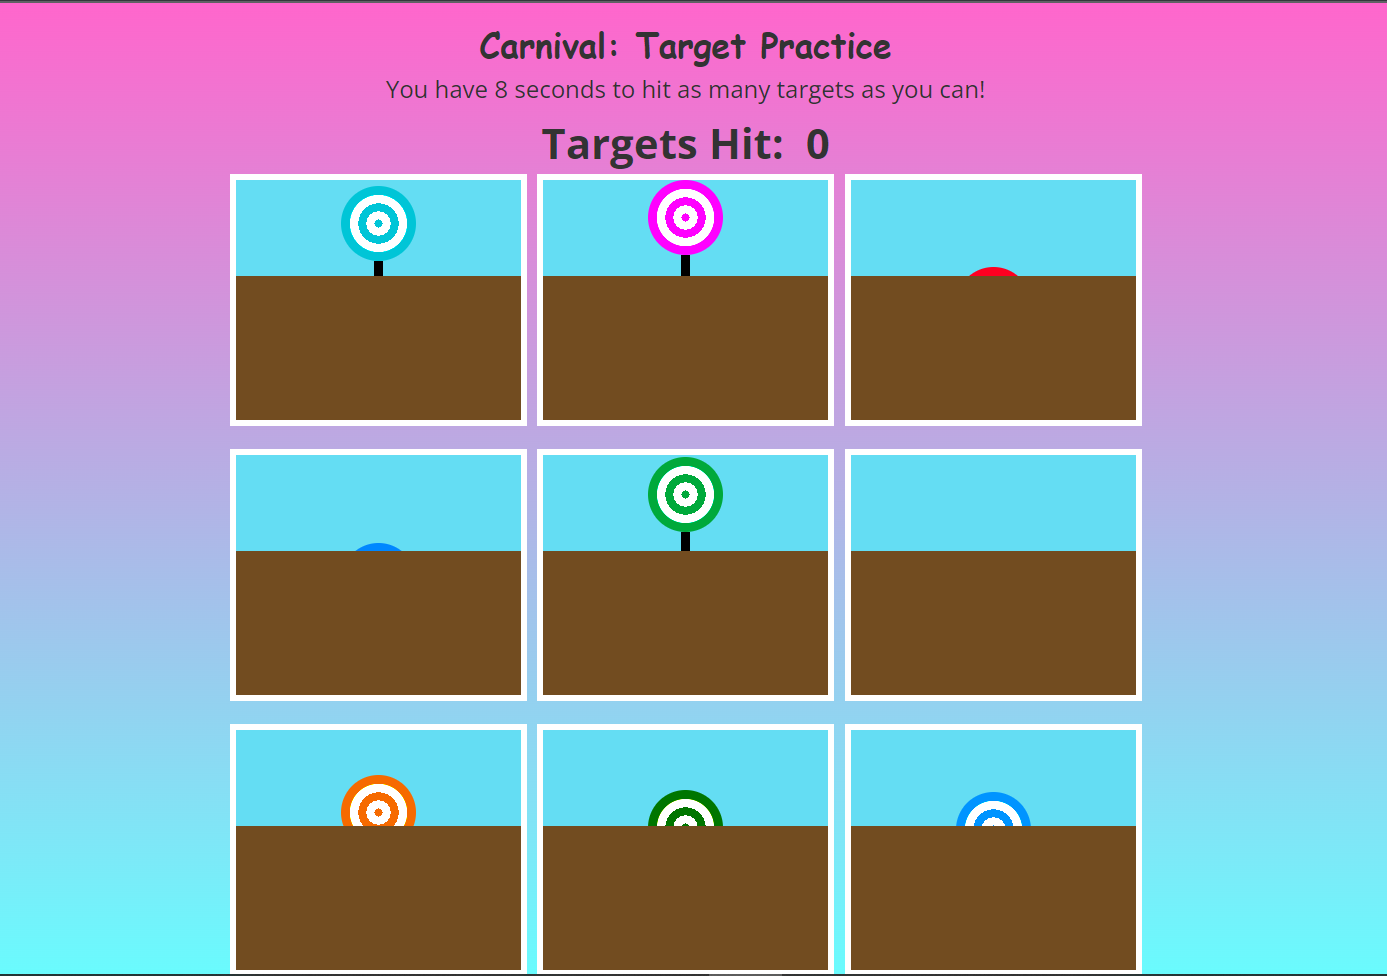 Carnival: Target Practice
You have 8 seconds to hit as many targets as you can!
Targets Hit: 0